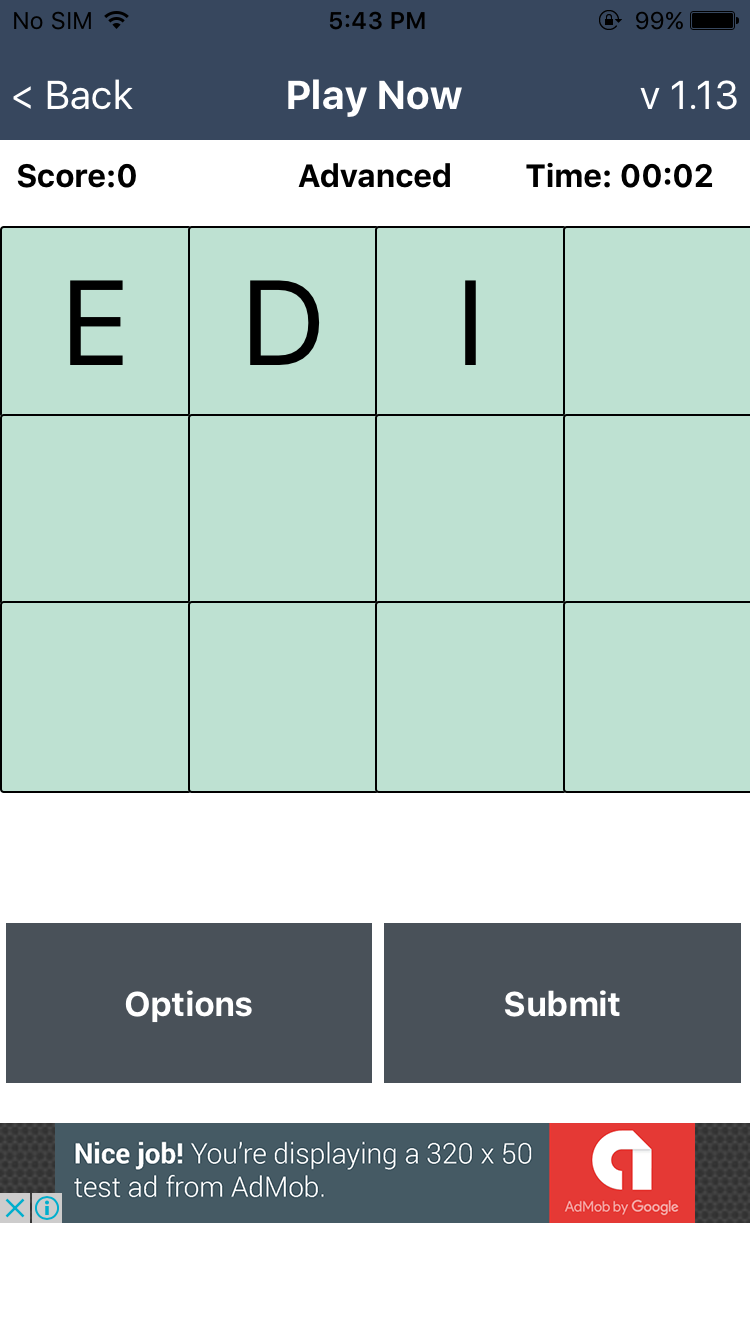 No SIM 5:43 PM 99%
< Back Play Now v 1.13
Score:0 Advanced Time: 00:02
E D I
Options Submit
Nice job! You're displaying a 320 x 50
test ad from AdMob.
AdMob by Google